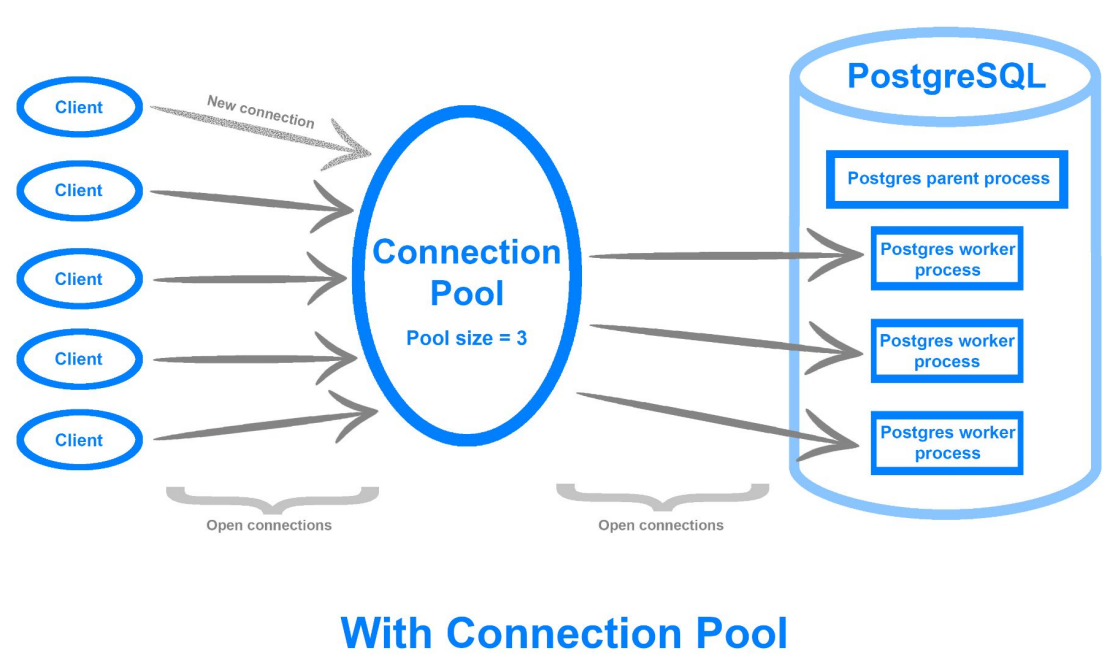 PostgreSQL
Client
New connection
Postgres parent process
Client
Connection
Pool
Pool size = 3
Postgres worker
process
Client
Postgres worker
process
Client
Postgres worker
process
Client
Open connections
Open connections
With Connection Pool